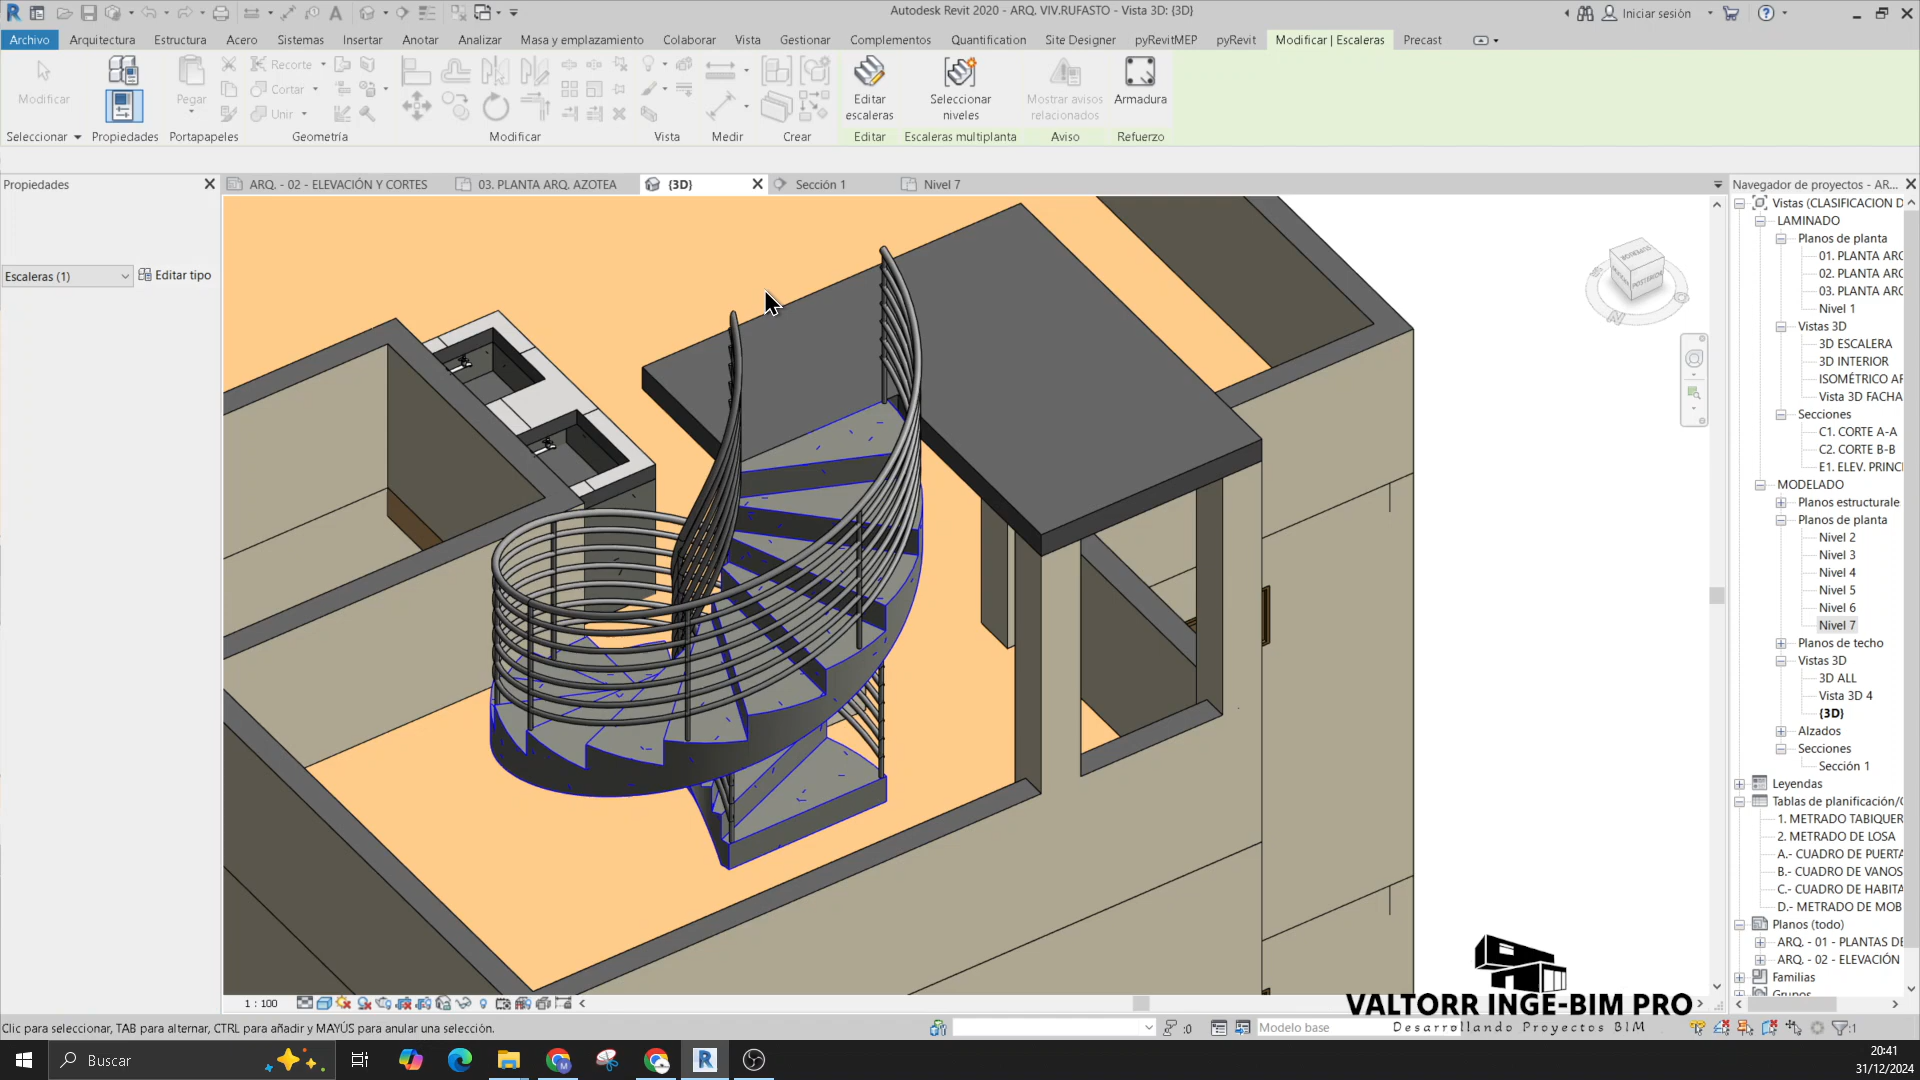 Autodesk Revit 2020 - ARQ. VIV.RUFASTO - Vista 3D: {3D}
Iniciar sesión
Archivo Arquitectura Estructura Acero Sistemas Insertar Anotar Analizar Masa y emplazamiento Colaborar Vista Gestionar Complementos Quantification Site Designer pyRevitMEP pyRevit Modificar | Escaleras Precast
Modificar
Pegar
Recorte
Cortar
Unir
Editar escaleras
Seleccionar niveles
Mostrar avisos relacionados
Armadura
Seleccionar Propiedades Portapapeles Geometría Modificar Vista Medir Crear Editar Escaleras multiplanta Aviso Refuerzo
Propiedades
ARQ. - 02 - ELEVACIÓN Y CORTES
03. PLANTA ARQ. AZOTEA
{3D}
Sección 1
Nivel 7
Navegador de proyectos - AR...
Escaleras (1)
Editar tipo
Vistas (CLASIFICACION D
LAMINADO
Planos de planta
01. PLANTA ARC
02. PLANTA ARC
03. PLANTA ARC
Nivel 1
Vistas 3D
3D ESCALERA
3D INTERIOR
ISOMÉTRICO AR
Vista 3D FACHA
Secciones
C1. CORTE A-A
C2. CORTE B-B
E1. ELEV. PRINCI
MODELADO
Planos estructurale
Planos de planta
Nivel 2
Nivel 3
Nivel 4
Nivel 5
Nivel 6
Nivel 7
Planos de techo
Vistas 3D
3D ALL
Vista 3D 4
{3D}
Alzados
Secciones
Sección 1
Leyendas
Tablas de planificación/C
1. METRADO TABIQUER
2. METRADO DE LOSA
A.- CUADRO DE PUERTA
B.- CUADRO DE VANOS
C.- CUADRO DE HABITA
D.- METRADO DE MOB
Planos (todo)
ARQ. - 01 - PLANTAS DE
ARQ. - 02 - ELEVACIÓN
Familias
Grupos
1 : 100
VALTORR INGE-BIM PRO
Desarrollando Proyectos BIM
Clic para seleccionar, TAB para alternar, CTRL para añadir y MAYÚS para anular una selección.
:0
Modelo base
:1
Buscar
20:41
31/12/2024